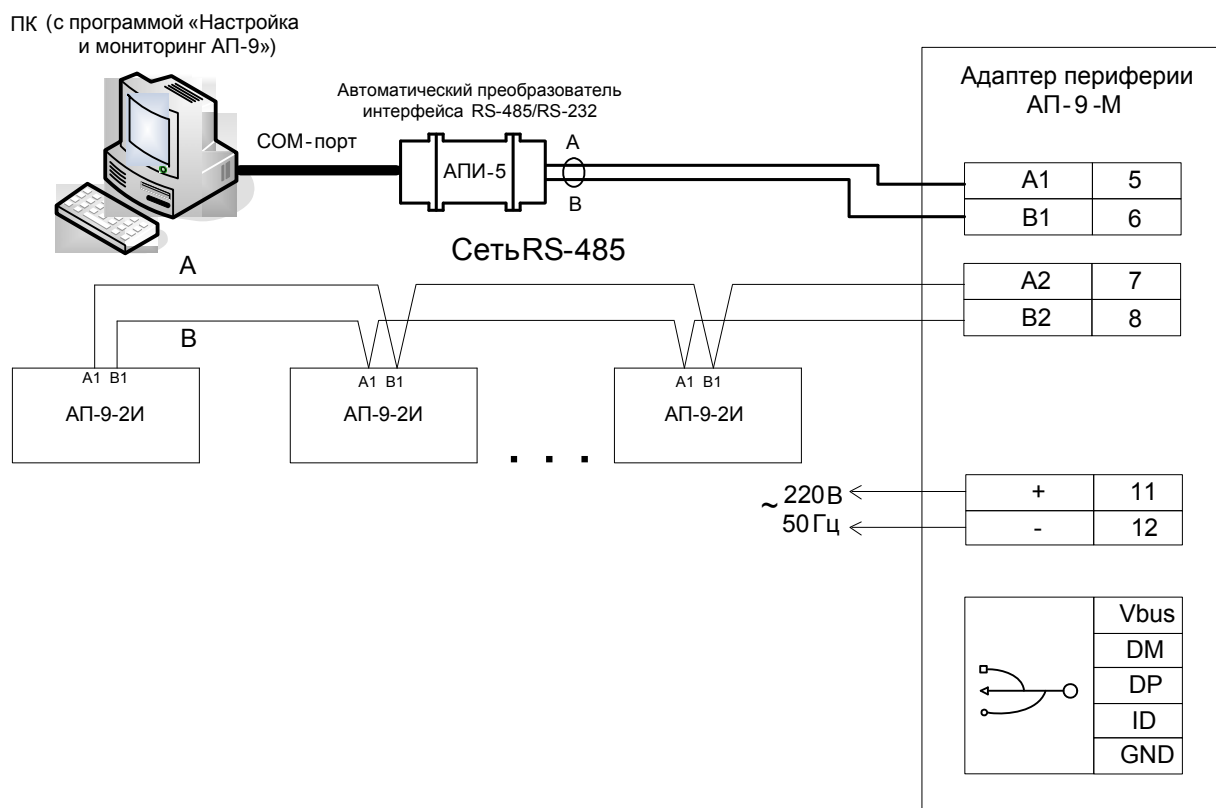 ПК (с программой «Настройка
и мониторинг АП-9»)
Автоматический преобразователь
интерфейса RS-485/RS-232
COM-порт
АПИ-5
A
B
Адаптер периферии
АП-9-М
A1 5
B1 6
СетьRS-485
A
B
A2 7
B2 8
A1 B1
АП-9-2И
A1 B1
АП-9-2И
. . .
A1 B1
АП-9-2И
~ 220В
50Гц
+ 11
- 12
Vbus
DM
DP
ID
GND